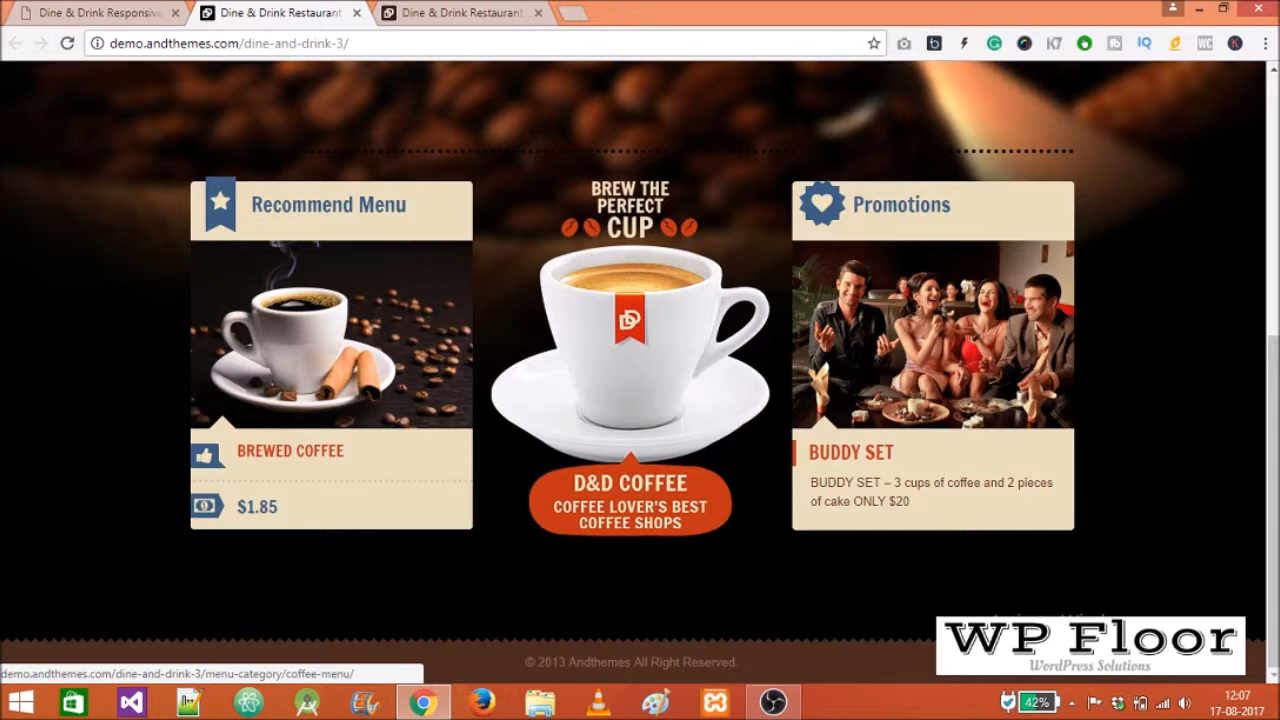 Dine & Drink Responsive
Dine & Drink Restaurant
Dine & Drink Restaurant
demo.andthemes.com/dine-and-drink-3/
Recommend Menu
BREW THE
PERFECT
CUP
Promotions
BREWED COFFEE
$1.85
D&D COFFEE
COFFEE LOVER'S BEST
COFFEE SHOPS
BUDDY SET
BUDDY SET – 3 cups of coffee and 2 pieces
of cake ONLY $20
WP Floor
WordPress Solutions
© 2013 Andthemes All Right Reserved.
demo.andthemes.com/dine-and-drink-3/menu-category/coffee-menu/
42%
12:07
17-08-2017